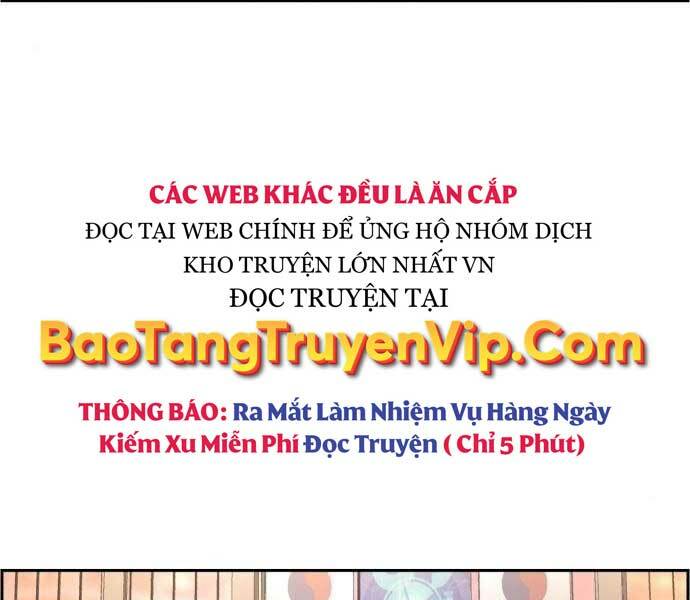 CÁC WEB KHÁC ĐỀU LÀ ĂN CẮP
ĐỌC TẠI WEB CHÍNH ĐỂ ỦNG HỘ NHÓM DỊCH
KHO TRUYỆN LỚN NHẤT VN
ĐỌC TRUYỆN TẠI
BaoTangTruyenVip.Com
THÔNG BÁO: Ra Mắt Làm Nhiệm Vụ Hàng Ngày
Kiếm Xu Miễn Phí Đọc Truyện ( Chỉ 5 Phút)